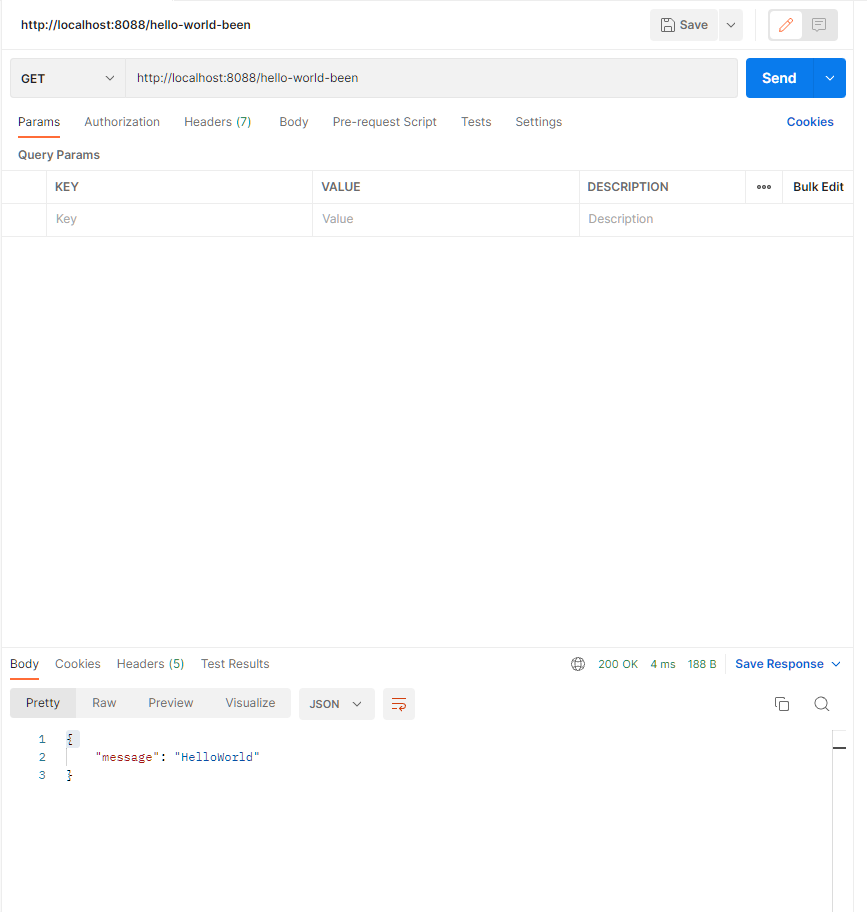 http://localhost:8088/hello-world-been Save
GET http://localhost:8088/hello-world-been Send
Params Authorization Headers (7) Body Pre-request Script Tests Settings Cookies
Query Params
KEY VALUE DESCRIPTION ••• Bulk Edit
Key Value Description
Body Cookies Headers (5) Test Results 200 OK 4 ms 188 B Save Response
Pretty Raw Preview Visualize JSON
1 {
2 "message": "HelloWorld"
3 }